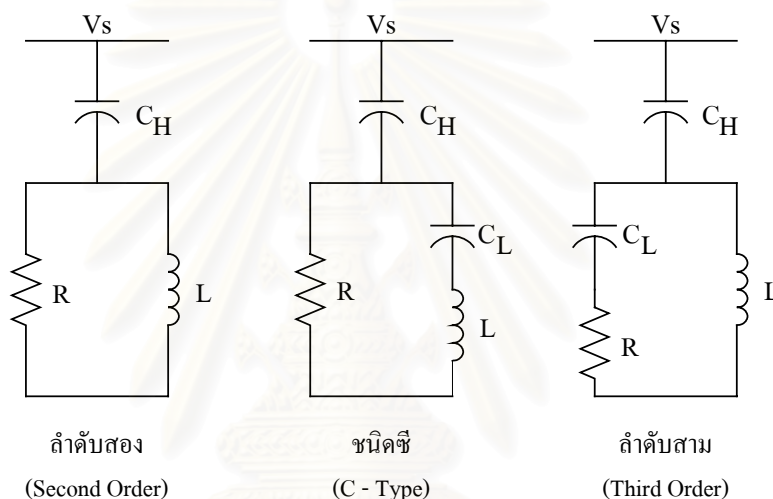 Vs
C_H
R
L
ลำดับสอง
(Second Order)
Vs
C_H
C_L
R
L
ชนิดซี
(C - Type)
Vs
C_H
C_L
R
L
ลำดับสาม
(Third Order)